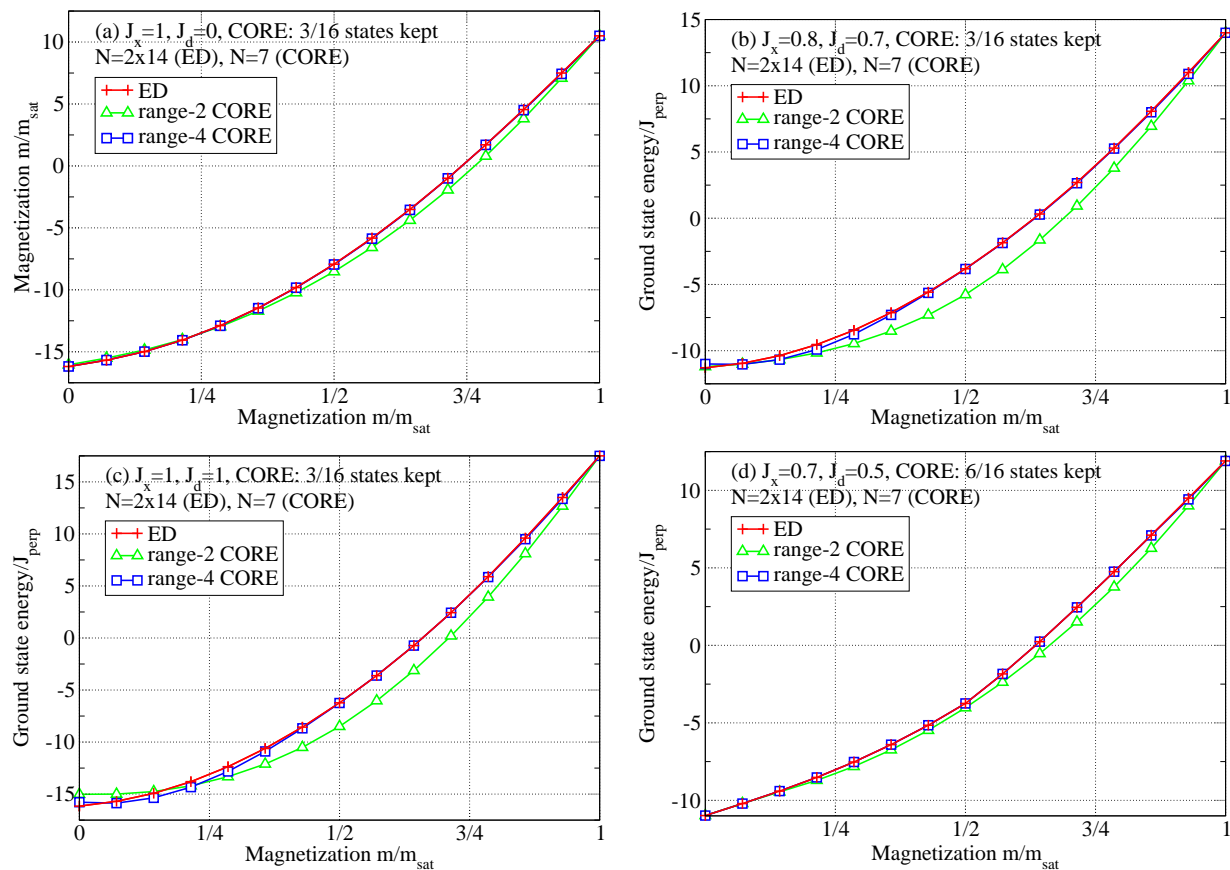 (a) J_x=1, J_d=0, CORE: 3/16 states kept
N=2x14 (ED), N=7 (CORE)
ED
range-2 CORE
range-4 CORE
10
5
0
-5
-10
-15
Magnetization m/m_sat
0
1/4
1/2
3/4
1
Magnetization m/m_sat
(b) J_x=0.8, J_d=0.7, CORE: 3/16 states kept
N=2x14 (ED), N=7 (CORE)
ED
range-2 CORE
range-4 CORE
15
10
5
0
-5
-10
Ground state energy/J_perp
0
1/4
1/2
3/4
1
Magnetization m/m_sat
(c) J_x=1, J_d=1, CORE: 3/16 states kept
N=2x14 (ED), N=7 (CORE)
ED
range-2 CORE
range-4 CORE
15
10
5
0
-5
-10
-15
Ground state energy/J_perp
0
1/4
1/2
3/4
1
Magnetization m/m_sat
(d) J_x=0.7, J_d=0.5, CORE: 6/16 states kept
N=2x14 (ED), N=7 (CORE)
ED
range-2 CORE
range-4 CORE
10
5
0
-5
-10
Ground state energy/J_perp
1/4
1/2
3/4
1
Magnetization m/m_sat